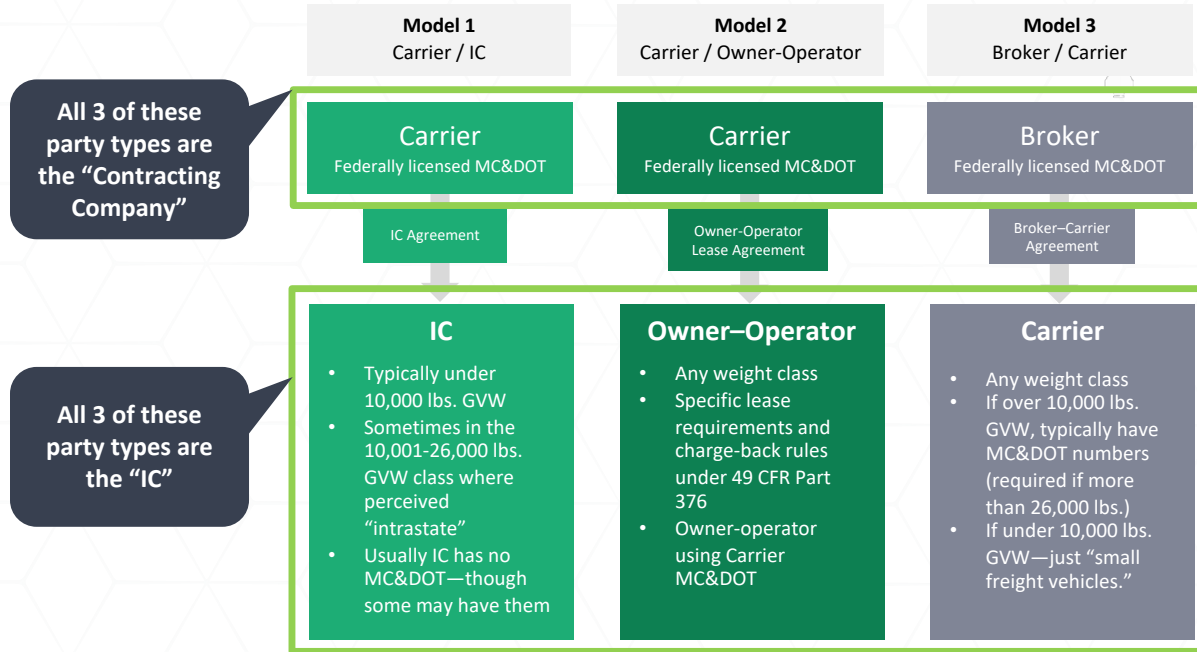 Model 1
Carrier / IC
Model 2
Carrier / Owner-Operator
Model 3
Broker / Carrier
All 3 of these
party types are
the “Contracting
Company”
Carrier
Federally licensed MC&DOT
Carrier
Federally licensed MC&DOT
Broker
Federally licensed MC&DOT
IC Agreement
Owner-Operator
Lease Agreement
Broker–Carrier
Agreement
All 3 of these
party types are
the “IC”
IC
• Typically under
10,000 lbs. GVW
• Sometimes in the
10,001-26,000 lbs.
GVW class where
perceived
“intrastate”
• Usually IC has no
MC&DOT—though
some may have them
Owner–Operator
• Any weight class
• Specific lease
requirements and
charge-back rules
under 49 CFR Part
376
• Owner-operator
using Carrier
MC&DOT
Carrier
• Any weight class
• If over 10,000 lbs.
GVW, typically have
MC&DOT numbers
(required if more
than 26,000 lbs.)
• If under 10,000 lbs.
GVW—just “small
freight vehicles.”